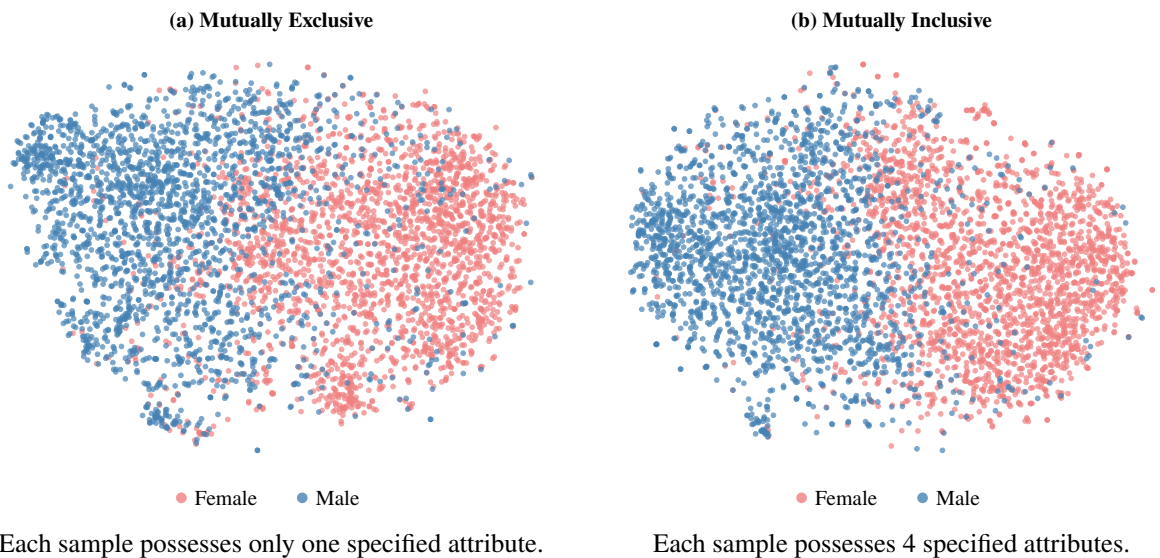 (a) Mutually Exclusive
(b) Mutually Inclusive
Female Male
Female Male
Each sample possesses only one specified attribute.
Each sample possesses 4 specified attributes.